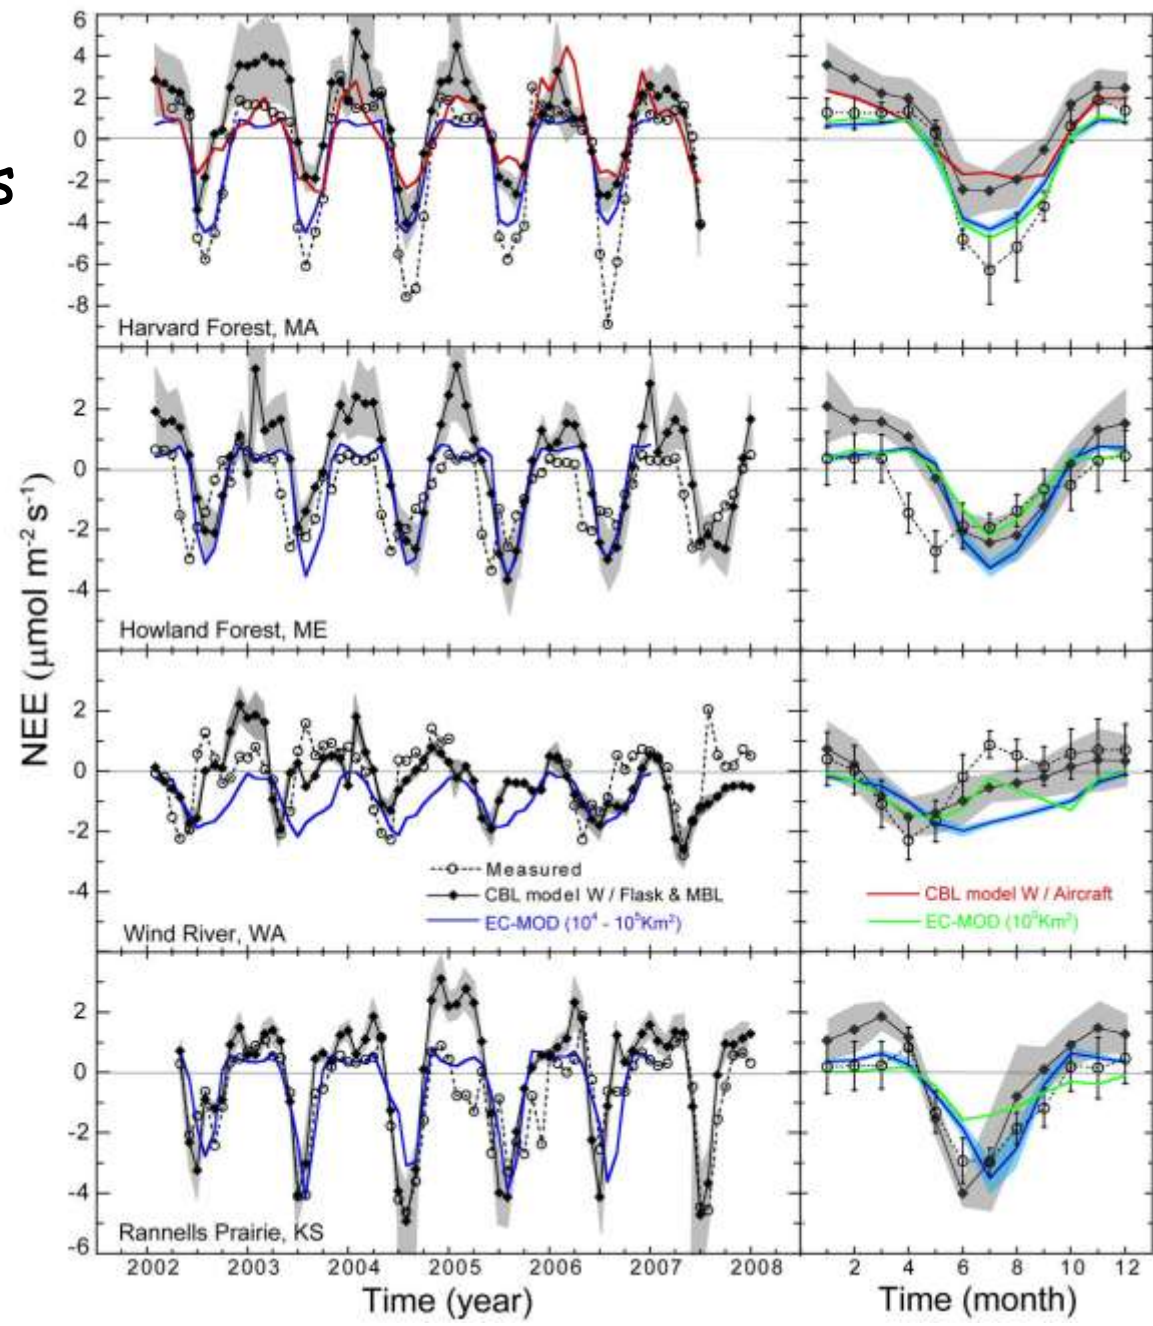 s
6
4
2
0
-2
-4
-6
-8
Harvard Forest, MA
2
0
-2
-4
Howland Forest, ME
NEE (μmol m-2 s-1)
2
0
-2
-4
Measured
CBL model W / Flask & MBL
EC-MOD (10⁴ - 10⁵Km²)
CBL model W / Aircraft
Wind River, WA
2
0
-2
-4
-6
Rannells Prairie, KS
2002 2003 2004 2005 2006 2007 2008
2 4 6 8 10 12
Time (year)
Time (month)